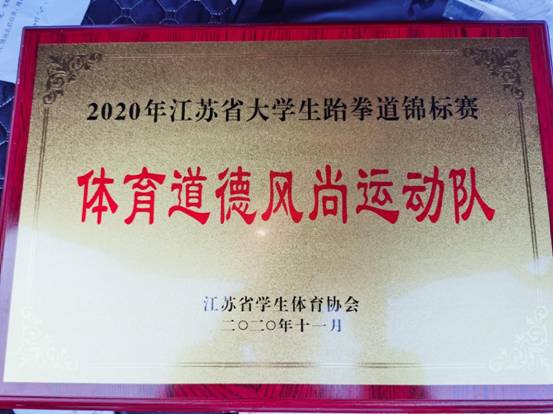 2020年江苏省大学生跆拳道锦标赛
体育道德风尚运动队
江苏省学生体育协会
二〇二〇年十一月